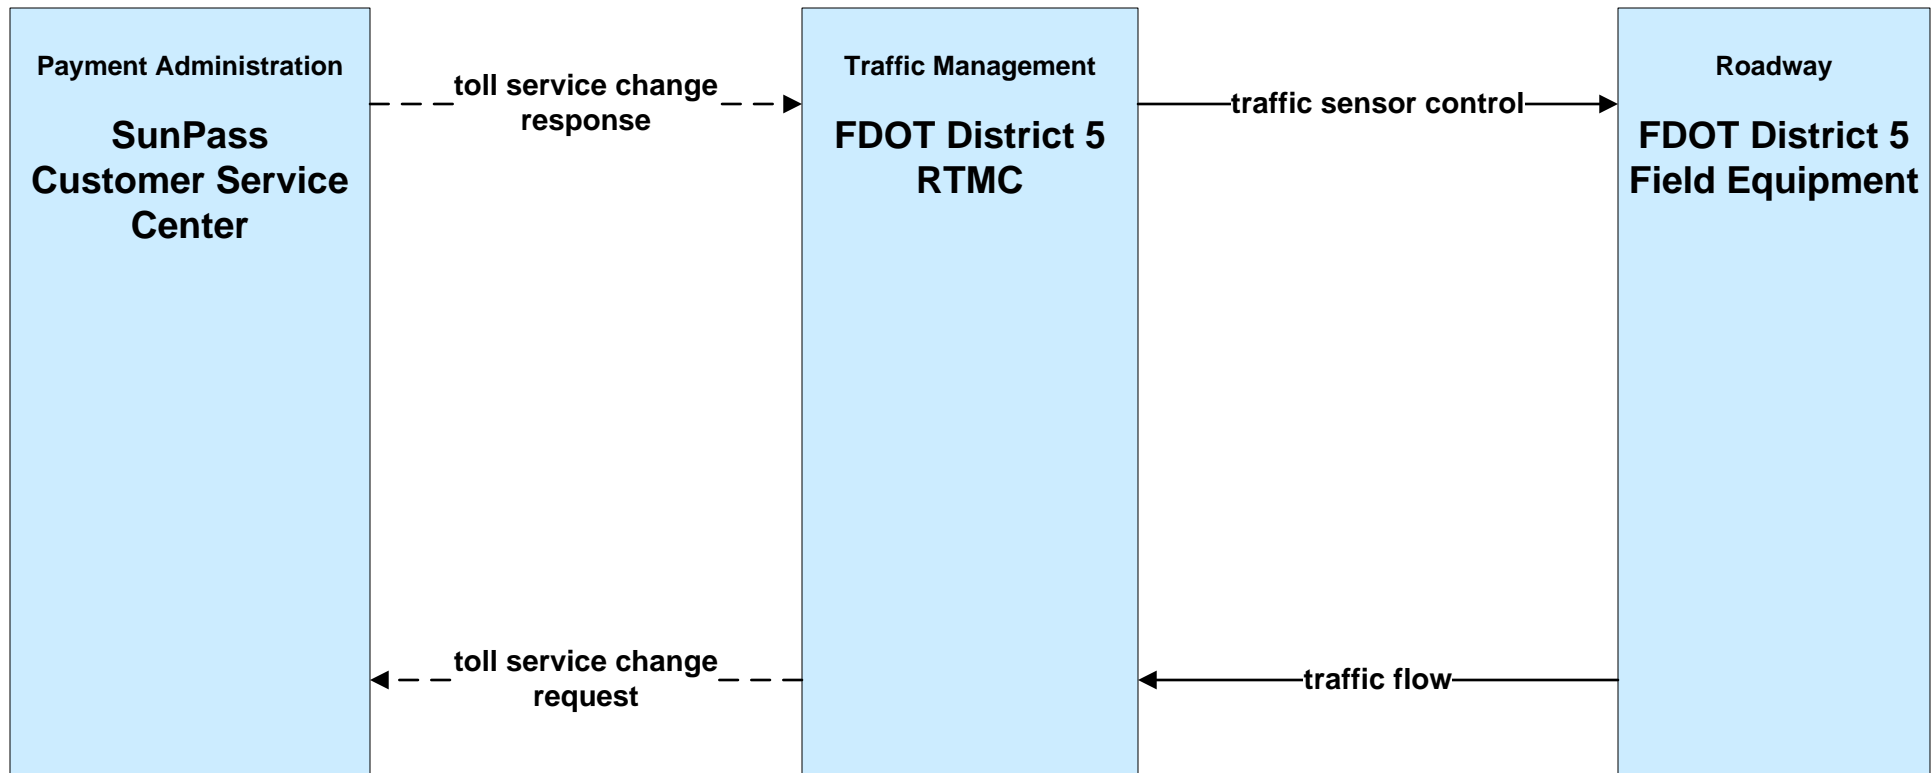 Payment Administration
SunPass
Customer Service
Center
toll service change
response
toll service change
request
Traffic Management
FDOT District 5
RTMC
traffic sensor control
traffic flow
Roadway
FDOT District 5
Field Equipment